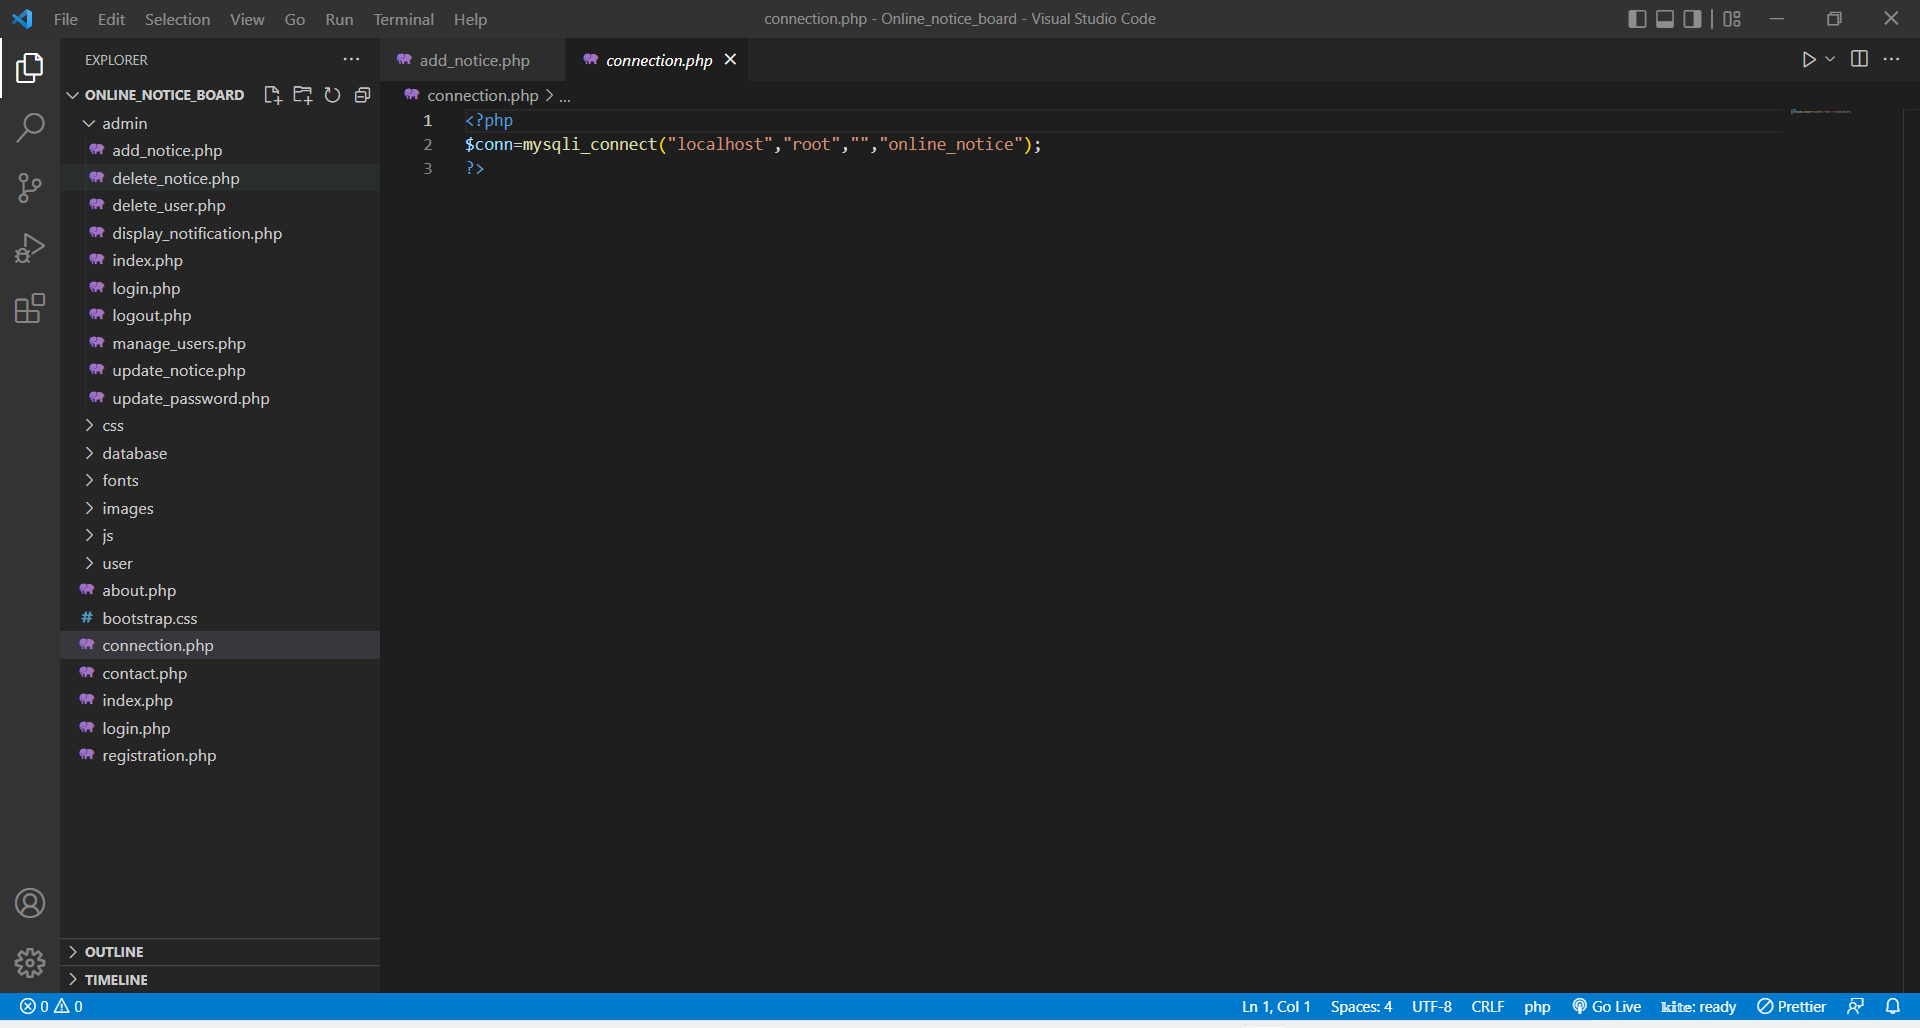 File Edit Selection View Go Run Terminal Help connection.php - Online_notice_board - Visual Studio Code
EXPLORER
add_notice.php connection.php
ONLINE_NOTICE_BOARD
connection.php > ...
admin
add_notice.php
delete_notice.php
delete_user.php
display_notification.php
index.php
login.php
logout.php
manage_users.php
update_notice.php
update_password.php
css
database
fonts
images
js
user
about.php
# bootstrap.css
connection.php
contact.php
index.php
login.php
registration.php
OUTLINE
TIMELINE
1 <?php
2 $conn=mysqli_connect("localhost","root","","online_notice");
3 ?>
0 0 Ln 1, Col 1 Spaces: 4 UTF-8 CRLF php Go Live kite: ready Prettier